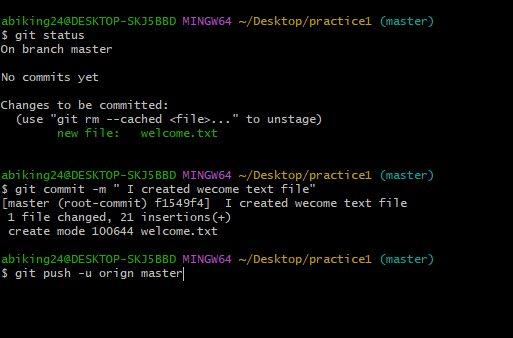 abiking24@DESKTOP-SKJ5BBD MINGW64 ~/Desktop/practice1 (master)
$ git status
On branch master
No commits yet
Changes to be committed:
  (use "git rm --cached <file>..." to unstage)
        new file:   welcome.txt
abiking24@DESKTOP-SKJ5BBD MINGW64 ~/Desktop/practice1 (master)
$ git commit -m " I created wecome text file"
[master (root-commit) f1549f4]  I created wecome text file
 1 file changed, 21 insertions(+)
 create mode 100644 welcome.txt
abiking24@DESKTOP-SKJ5BBD MINGW64 ~/Desktop/practice1 (master)
$ git push -u orign master